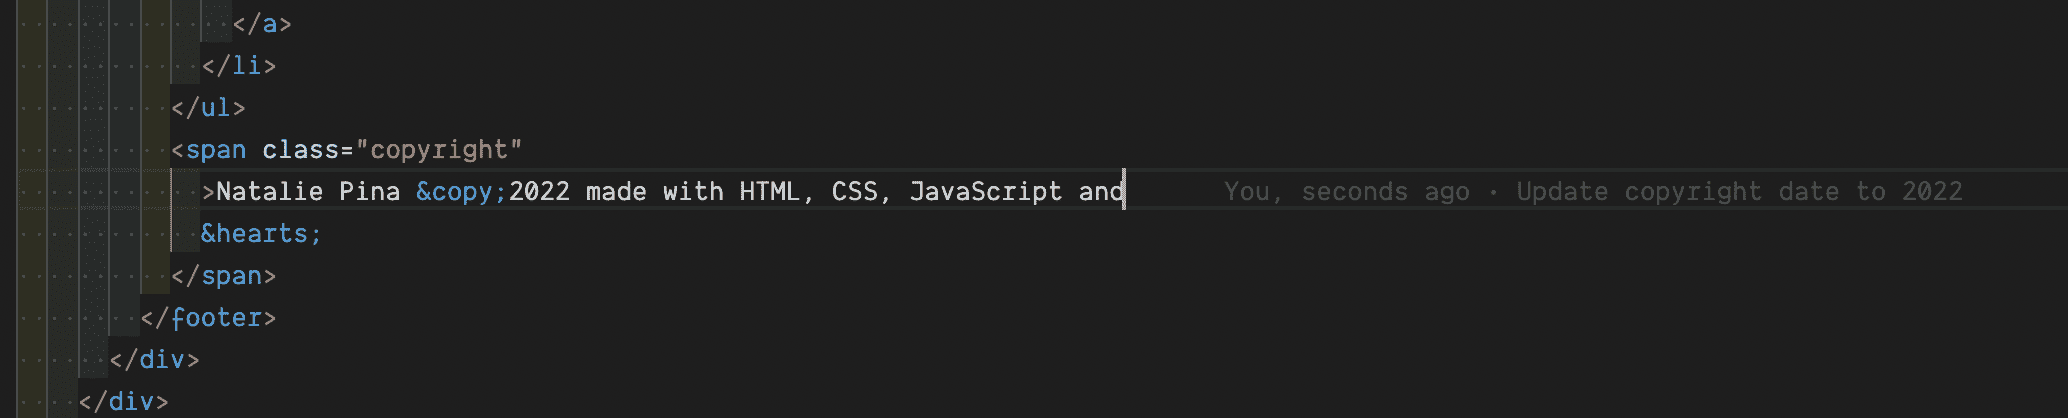 </a>
</li>
</ul>
<span class="copyright"
>Natalie Pina &copy;2022 made with HTML, CSS, JavaScript and You, seconds ago · Update copyright date to 2022
&hearts;
</span>
</footer>
</div>
</div>